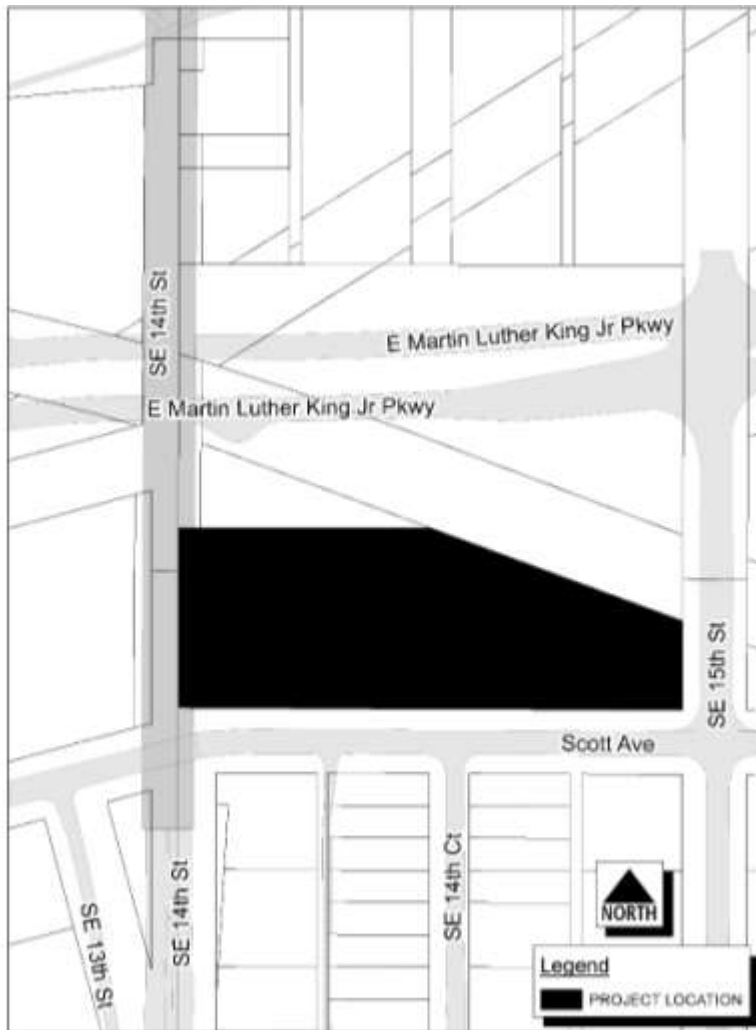 SE 14th St
E Martin Luther King Jr Pkwy
E Martin Luther King Jr Pkwy
SE 15th St
Scott Ave
SE 14th Ct
SE 14th St
SE 13th St
NORTH
Legend
PROJECT LOCATION